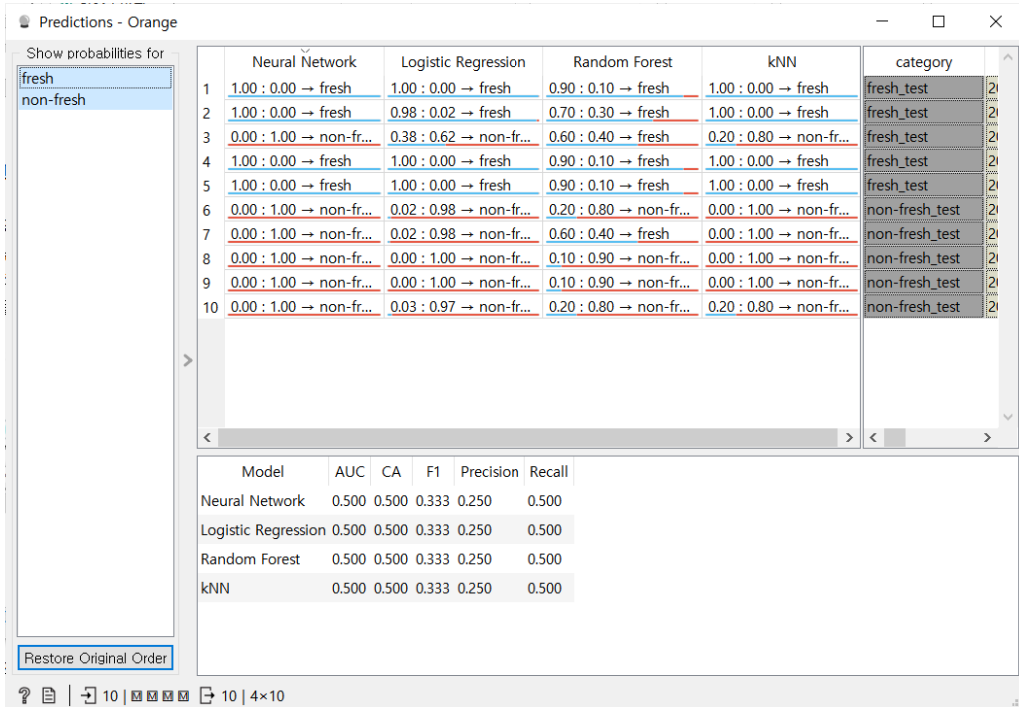 Predictions - Orange
Show probabilities for
fresh
non-fresh
Neural Network Logistic Regression Random Forest kNN category
1 1.00 : 0.00 → fresh 1.00 : 0.00 → fresh 0.90 : 0.10 → fresh 1.00 : 0.00 → fresh fresh_test
2 1.00 : 0.00 → fresh 0.98 : 0.02 → fresh 0.70 : 0.30 → fresh 1.00 : 0.00 → fresh fresh_test
3 0.00 : 1.00 → non-fr... 0.38 : 0.62 → non-fr... 0.60 : 0.40 → fresh 0.20 : 0.80 → non-fr... fresh_test
4 1.00 : 0.00 → fresh 1.00 : 0.00 → fresh 0.90 : 0.10 → fresh 1.00 : 0.00 → fresh fresh_test
5 1.00 : 0.00 → fresh 1.00 : 0.00 → fresh 0.90 : 0.10 → fresh 1.00 : 0.00 → fresh fresh_test
6 0.00 : 1.00 → non-fr... 0.02 : 0.98 → non-fr... 0.20 : 0.80 → non-fr... 0.00 : 1.00 → non-fr... non-fresh_test
7 0.00 : 1.00 → non-fr... 0.02 : 0.98 → non-fr... 0.60 : 0.40 → fresh 0.00 : 1.00 → non-fr... non-fresh_test
8 0.00 : 1.00 → non-fr... 0.00 : 1.00 → non-fr... 0.10 : 0.90 → non-fr... 0.00 : 1.00 → non-fr... non-fresh_test
9 0.00 : 1.00 → non-fr... 0.00 : 1.00 → non-fr... 0.10 : 0.90 → non-fr... 0.00 : 1.00 → non-fr... non-fresh_test
10 0.00 : 1.00 → non-fr... 0.03 : 0.97 → non-fr... 0.20 : 0.80 → non-fr... 0.20 : 0.80 → non-fr... non-fresh_test
Model AUC CA F1 Precision Recall
Neural Network 0.500 0.500 0.333 0.250 0.500
Logistic Regression 0.500 0.500 0.333 0.250 0.500
Random Forest 0.500 0.500 0.333 0.250 0.500
kNN 0.500 0.500 0.333 0.250 0.500
Restore Original Order
? 10 | M M M M 10 | 4×10